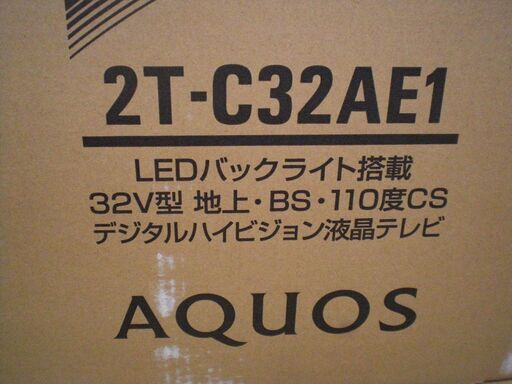 2T-C32AE1
LEDバックライト搭載
32V型 地上・BS・110度CS
デジタルハイビジョン液晶テレビ
AQUOS